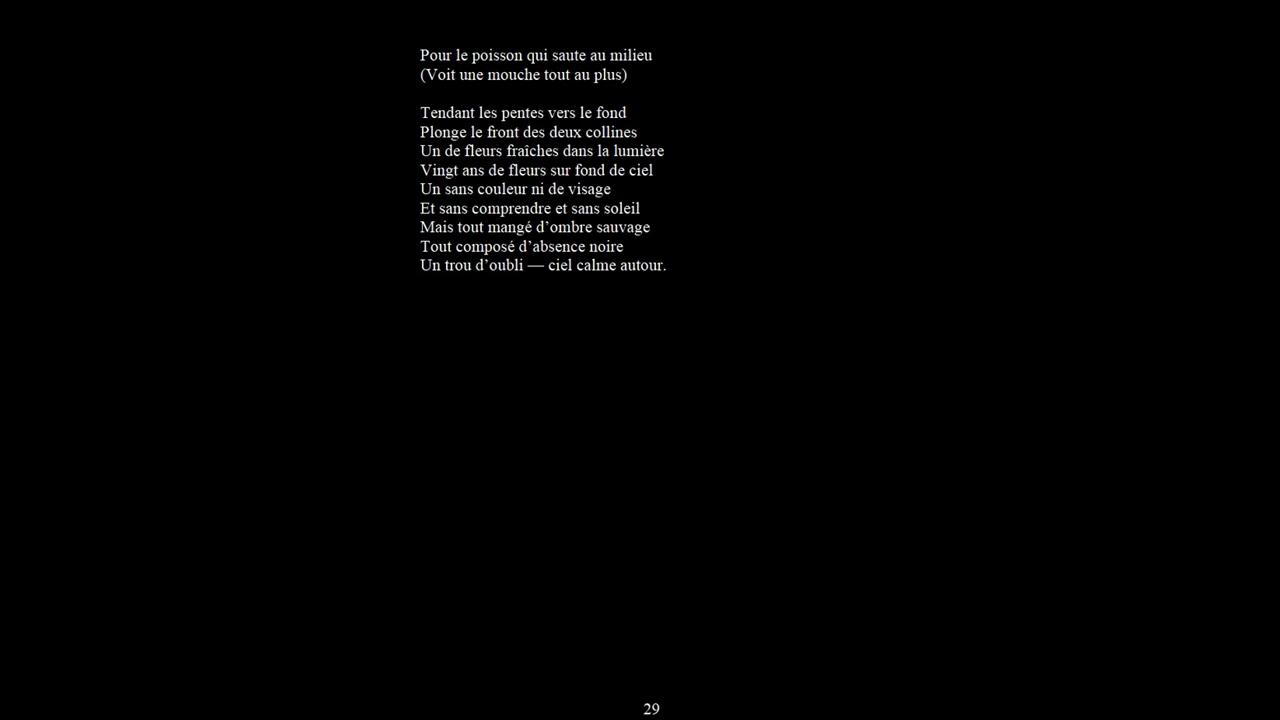 Pour le poisson qui saute au milieu
(Voit une mouche tout au plus)
Tendant les pentes vers le fond
Plonge le front des deux collines
Un de fleurs fraîches dans la lumière
Vingt ans de fleurs sur fond de ciel
Un sans couleur ni de visage
Et sans comprendre et sans soleil
Mais tout mangé d’ombre sauvage
Tout composé d’absence noire
Un trou d’oubli — ciel calme autour.
29